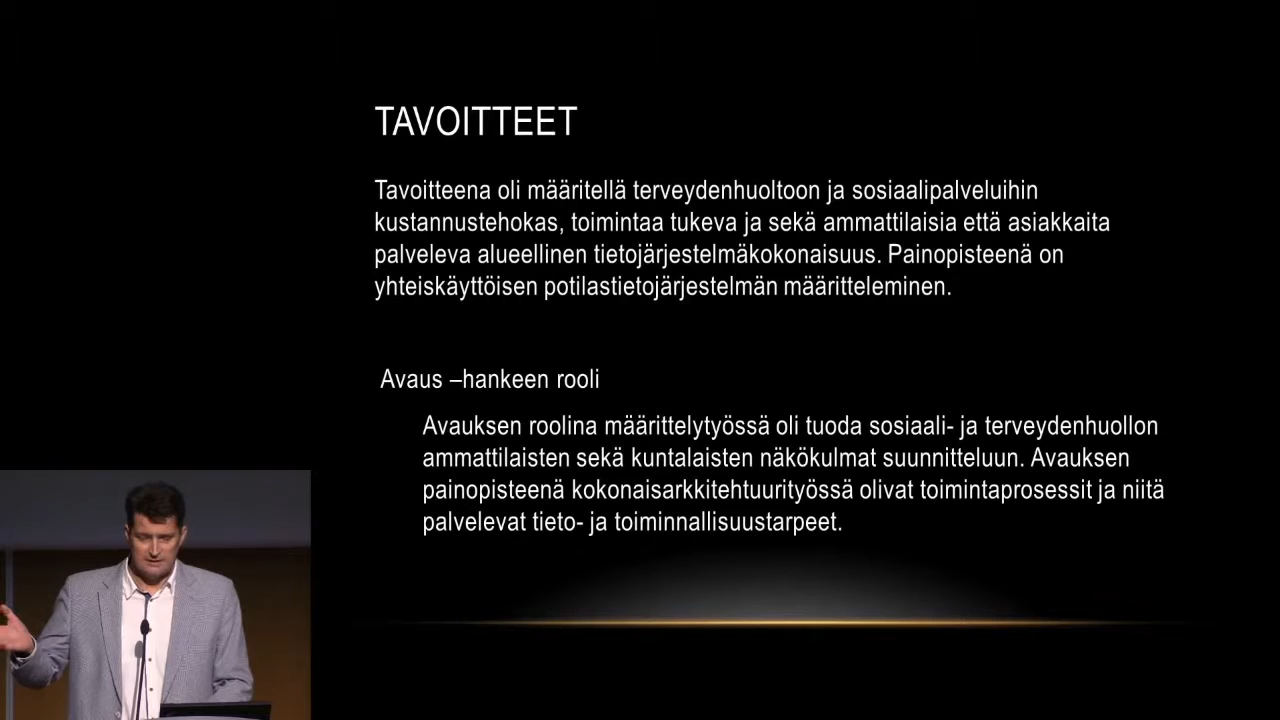 TAVOITTEET
Tavoitteena oli määritellä terveydenhuoltoon ja sosiaalipalveluihin
kustannustehokas, toimintaa tukeva ja sekä ammattilaisia että asiakkaita
palveleva alueellinen tietojärjestelmäkokonaisuus. Painopisteenä on
yhteiskäyttöisen potilastietojärjestelmän määritteleminen.
Avaus –hankeen rooli
Avauksen roolina määrittelytyössä oli tuoda sosiaali- ja terveydenhuollon
ammattilaisten sekä kuntalaisten näkökulmat suunnitteluun. Avauksen
painopisteenä kokonaisarkkitehtuurityössä olivat toimintaprosessit ja niitä
palvelevat tieto- ja toiminnallisuustarpeet.